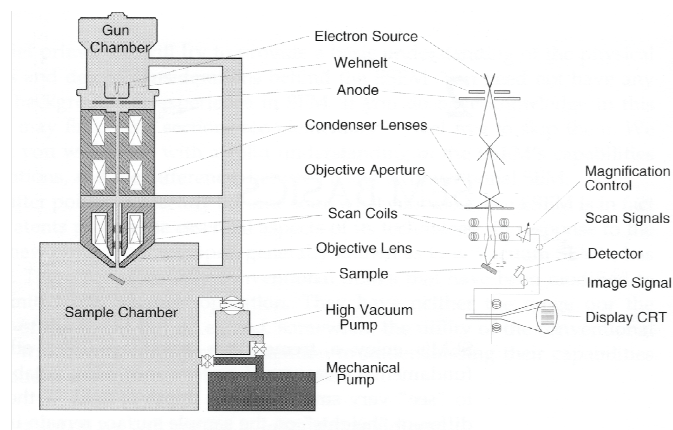 Gun
Chamber
Electron Source
Wehnelt
Anode
Condenser Lenses
Objective Aperture
Magnification
Control
Scan Coils
Scan Signals
Objective Lens
Detector
Sample
Image Signal
Sample Chamber
High Vacuum
Pump
Display CRT
Mechanical
Pump